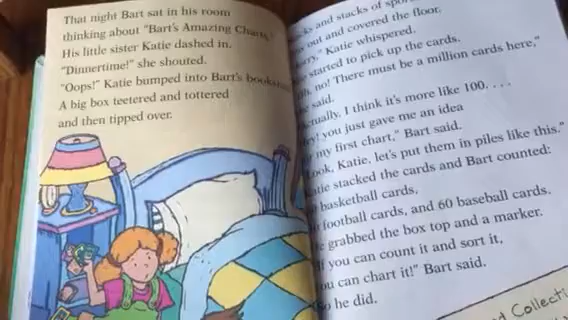 That night Bart sat in his room
thinking about "Bart's Amazing Charts."
His little sister Katie dashed in.
"Dinnertime!" she shouted.
"Oops!" Katie bumped into Bart's
A big box teetered and tottered
and then tipped over.
and stacks of
out and covered the floor.
Katie whispered.
started to pick up the cards.
no! There must be a million cards here,"
said.
I think it's more like 100. . . .
you just gave me an idea
my first chart," Bart said.
Katie, let's put them in piles like this."
stacked the cards and Bart counted:
basketball cards,
football cards, and 60 baseball cards.
grabbed the box top and a marker.
you can count it and sort it,
you can chart it!" Bart said.
So he did.